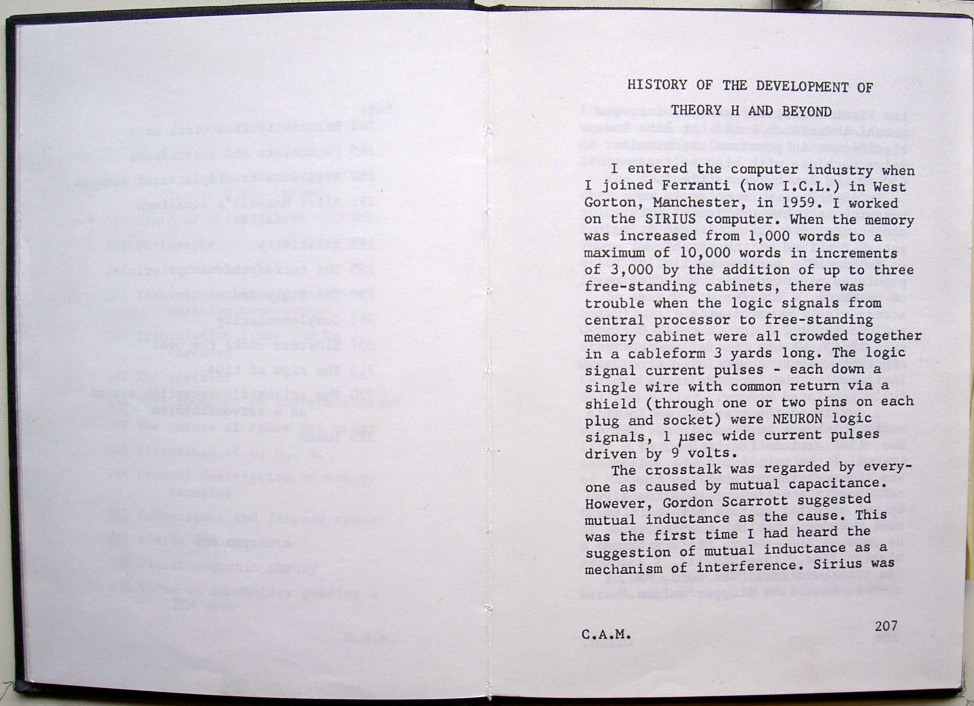 HISTORY OF THE DEVELOPMENT OF
THEORY H AND BEYOND
I entered the computer industry when
I joined Ferranti (now I.C.L.) in West
Gorton, Manchester, in 1959. I worked
on the SIRIUS computer. When the memory
was increased from 1,000 words to a
maximum of 10,000 words in increments
of 3,000 by the addition of up to three
free-standing cabinets, there was
trouble when the logic signals from
central processor to free-standing
memory cabinet were all crowded together
in a cableform 3 yards long. The logic
signal current pulses - each down a
single wire with common return via a
shield (through one or two pins on each
plug and socket) were NEURON logic
signals, 1 μsec wide current pulses
driven by 9 volts.
The crosstalk was regarded by every-
one as caused by mutual capacitance.
However, Gordon Scarrott suggested
mutual inductance as the cause. This
was the first time I had heard the
suggestion of mutual inductance as a
mechanism of interference. Sirius was
C.A.M. 207